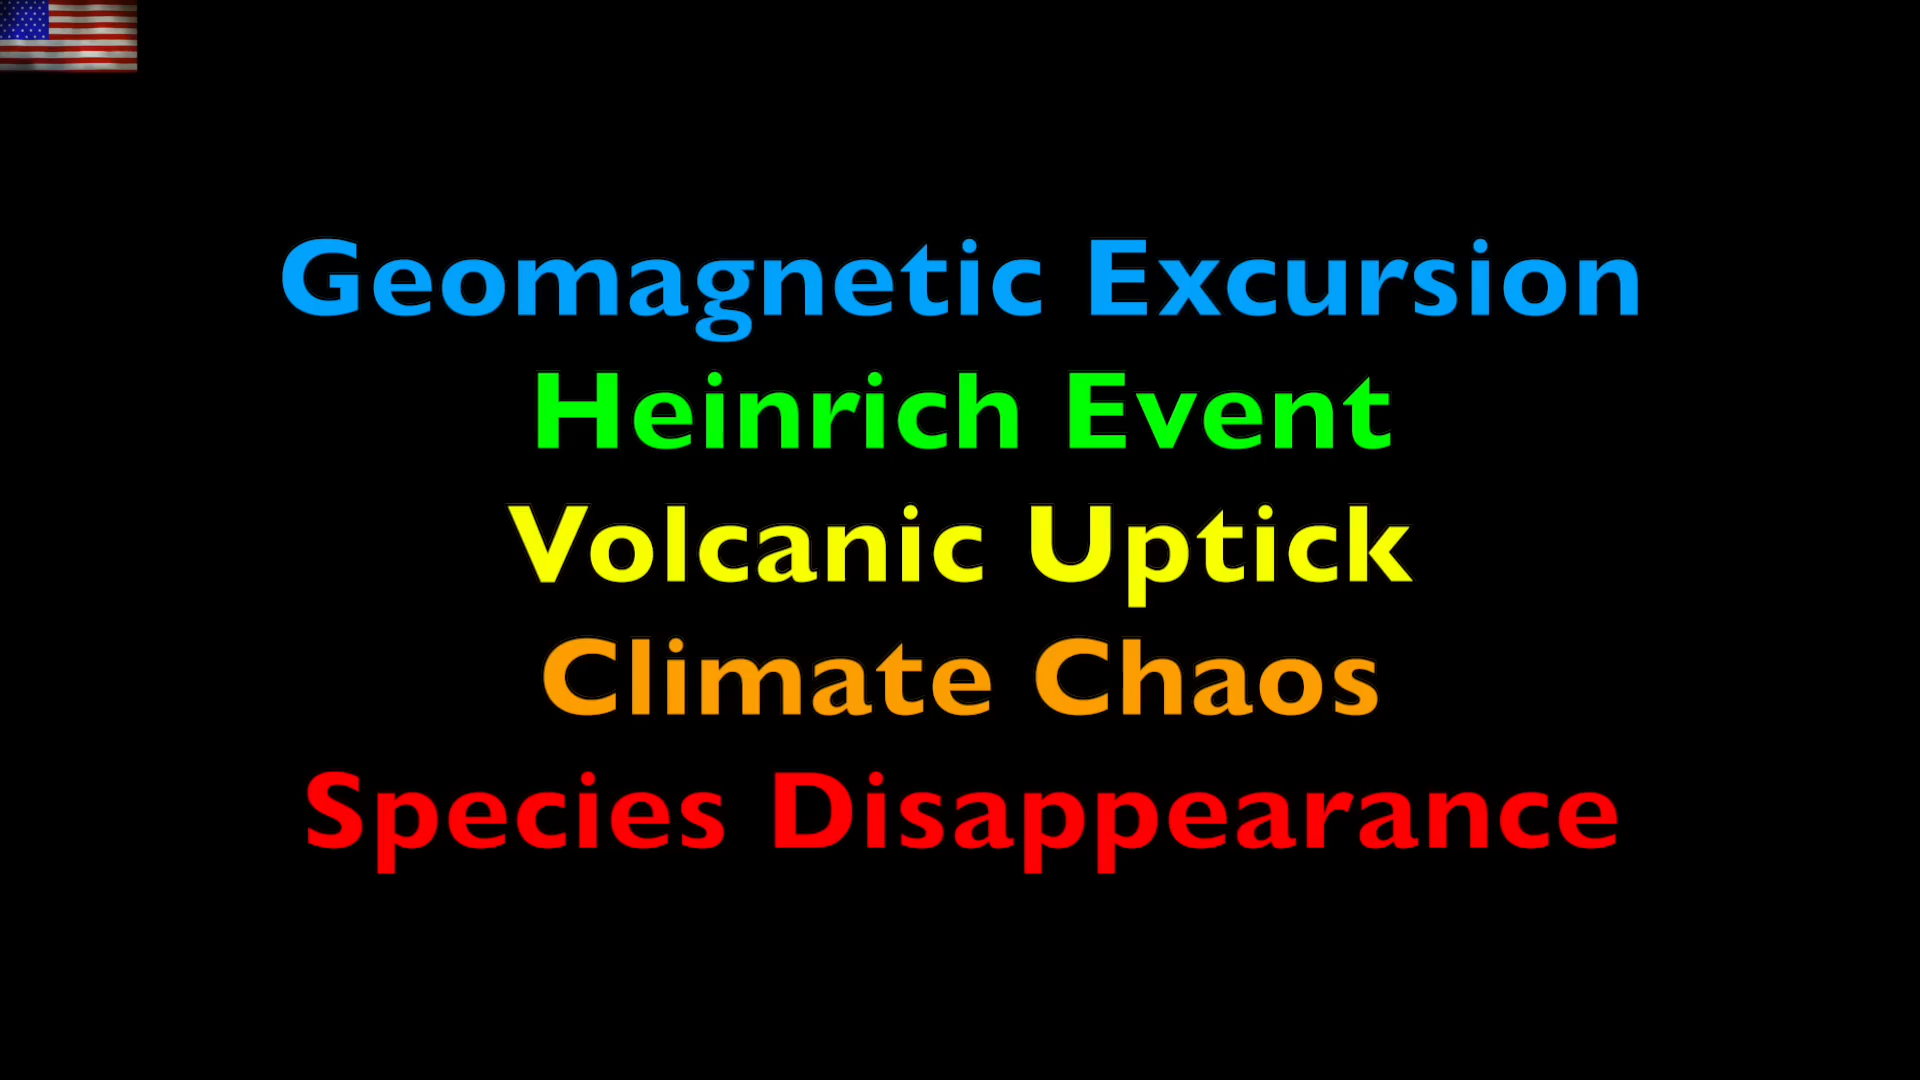 Geomagnetic Excursion
Heinrich Event
Volcanic Uptick
Climate Chaos
Species Disappearance